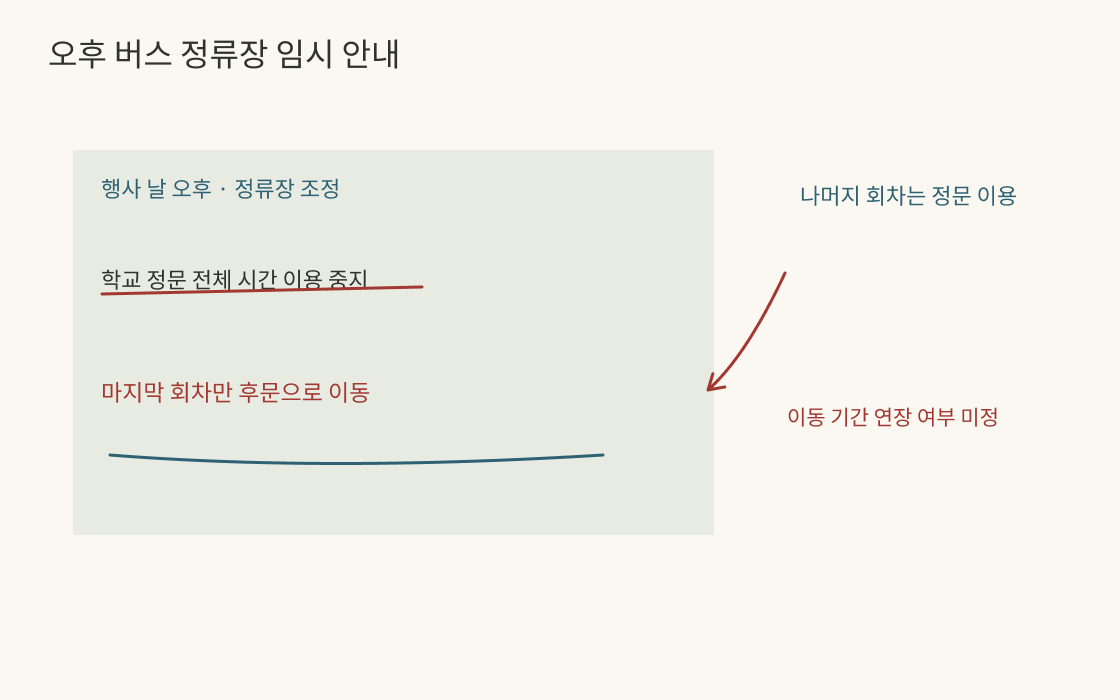 오후 버스 정류장 임시 안내
행사 날 오후 · 정류장 조정
나머지 회차는 정문 이용
학교 정문 전체 시간 이용 중지
마지막 회차만 후문으로 이동
이동 기간 연장 여부 미정